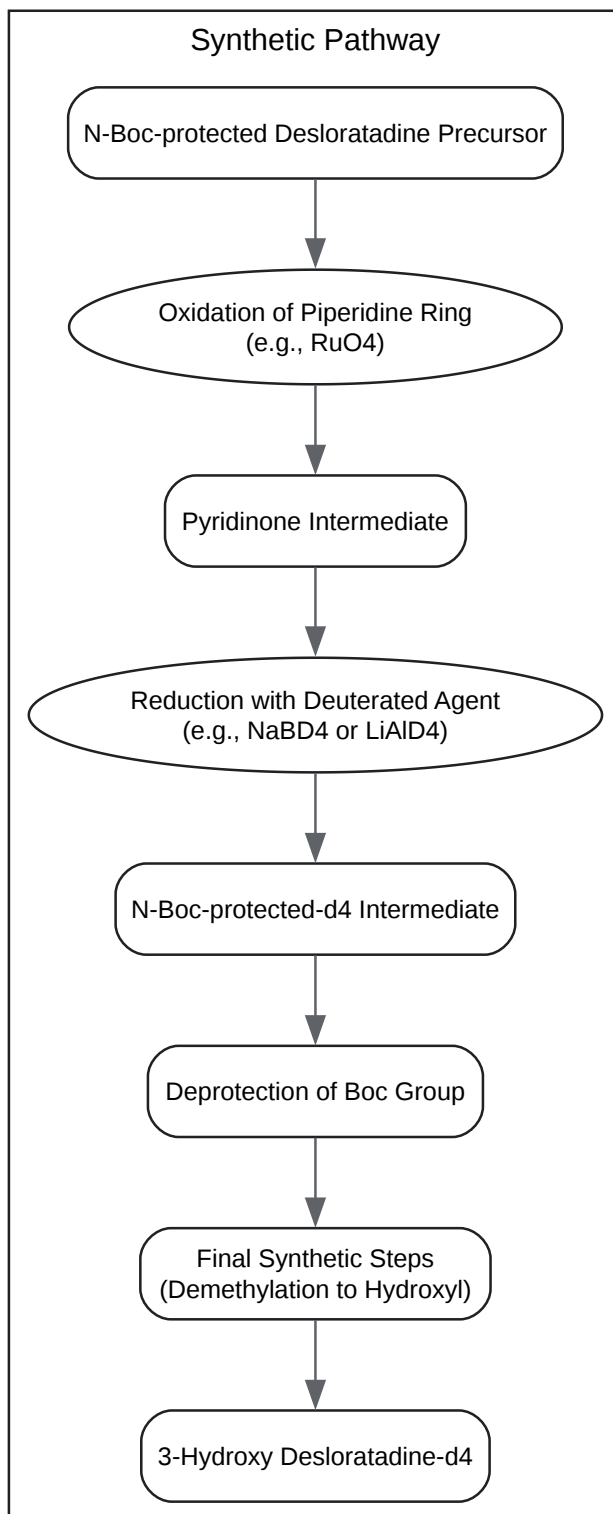 Synthetic Pathway
N-Boc-protected Desloratadine Precursor
Oxidation of Piperidine Ring
(e.g., RuO4)
Pyridinone Intermediate
Reduction with Deuterated Agent
(e.g., NaBD4 or LiAlD4)
N-Boc-protected-d4 Intermediate
Deprotection of Boc Group
Final Synthetic Steps
(Demethylation to Hydroxyl)
3-Hydroxy Desloratadine-d4